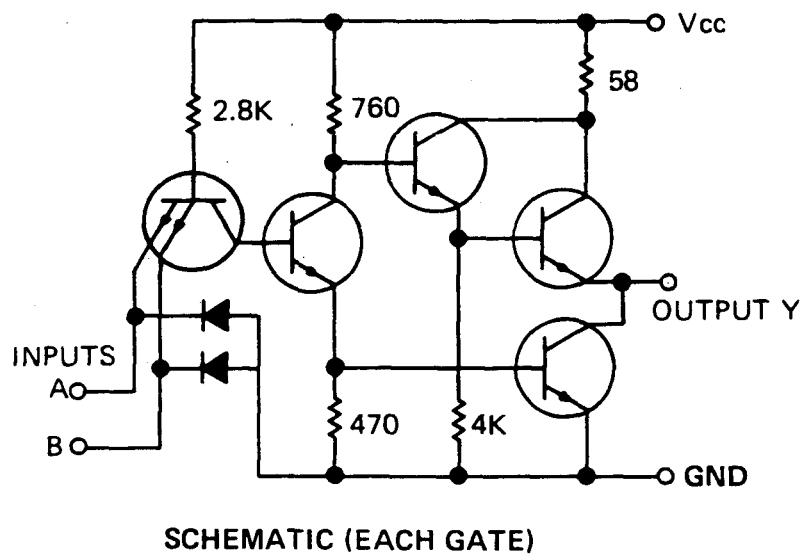 Vcc
2.8K
760
58
OUTPUT Y
INPUTS
A
B
470
4K
GND
SCHEMATIC (EACH GATE)